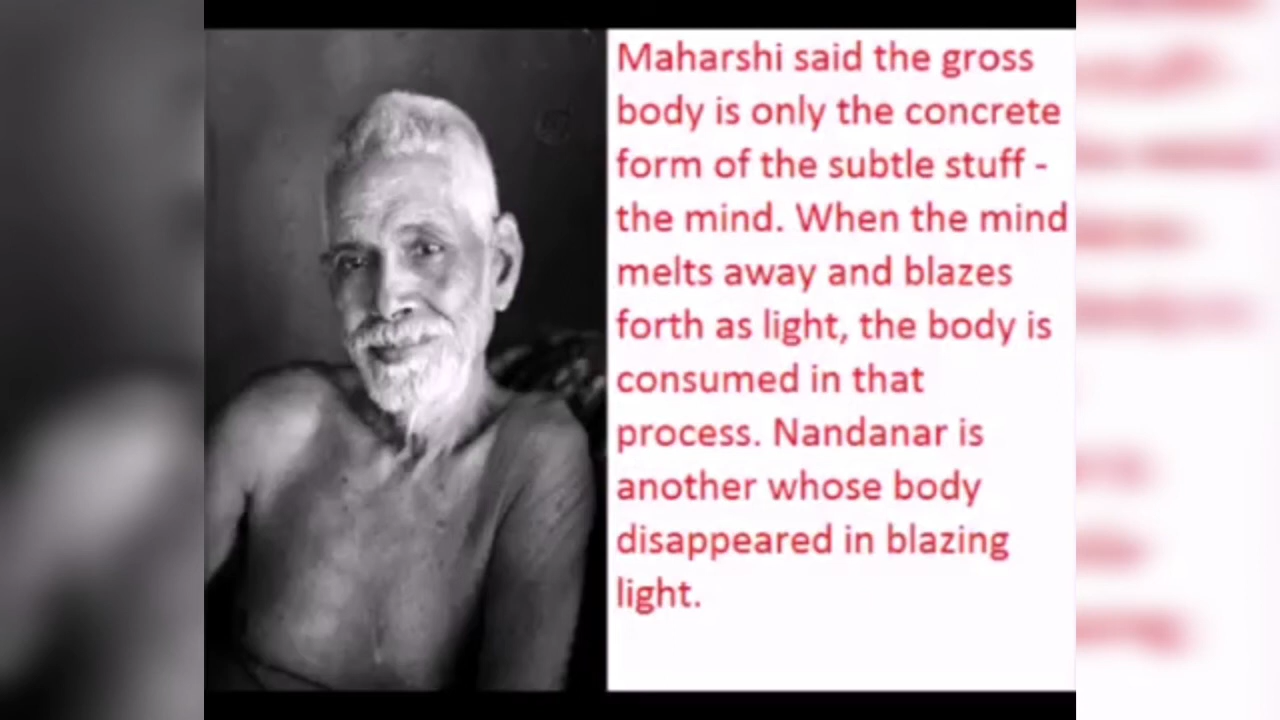 Maharshi said the gross
body is only the concrete
form of the subtle stuff -
the mind. When the mind
melts away and blazes
forth as light, the body is
consumed in that
process. Nandanar is
another whose body
disappeared in blazing
light.